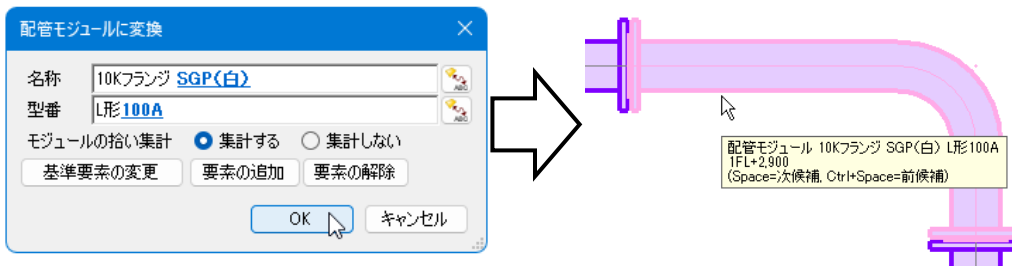 配管モジュールに変換
名称 10Kフランジ SGP(白)
型番 L形100A
モジュールの拾い集計 集計する 集計しない
基準要素の変更 要素の追加 要素の解除
OK キャンセル
配管モジュール 10Kフランジ SGP(白) L形100A
1FL+2,900
(Space=次候補, Ctrl+Space=前候補)